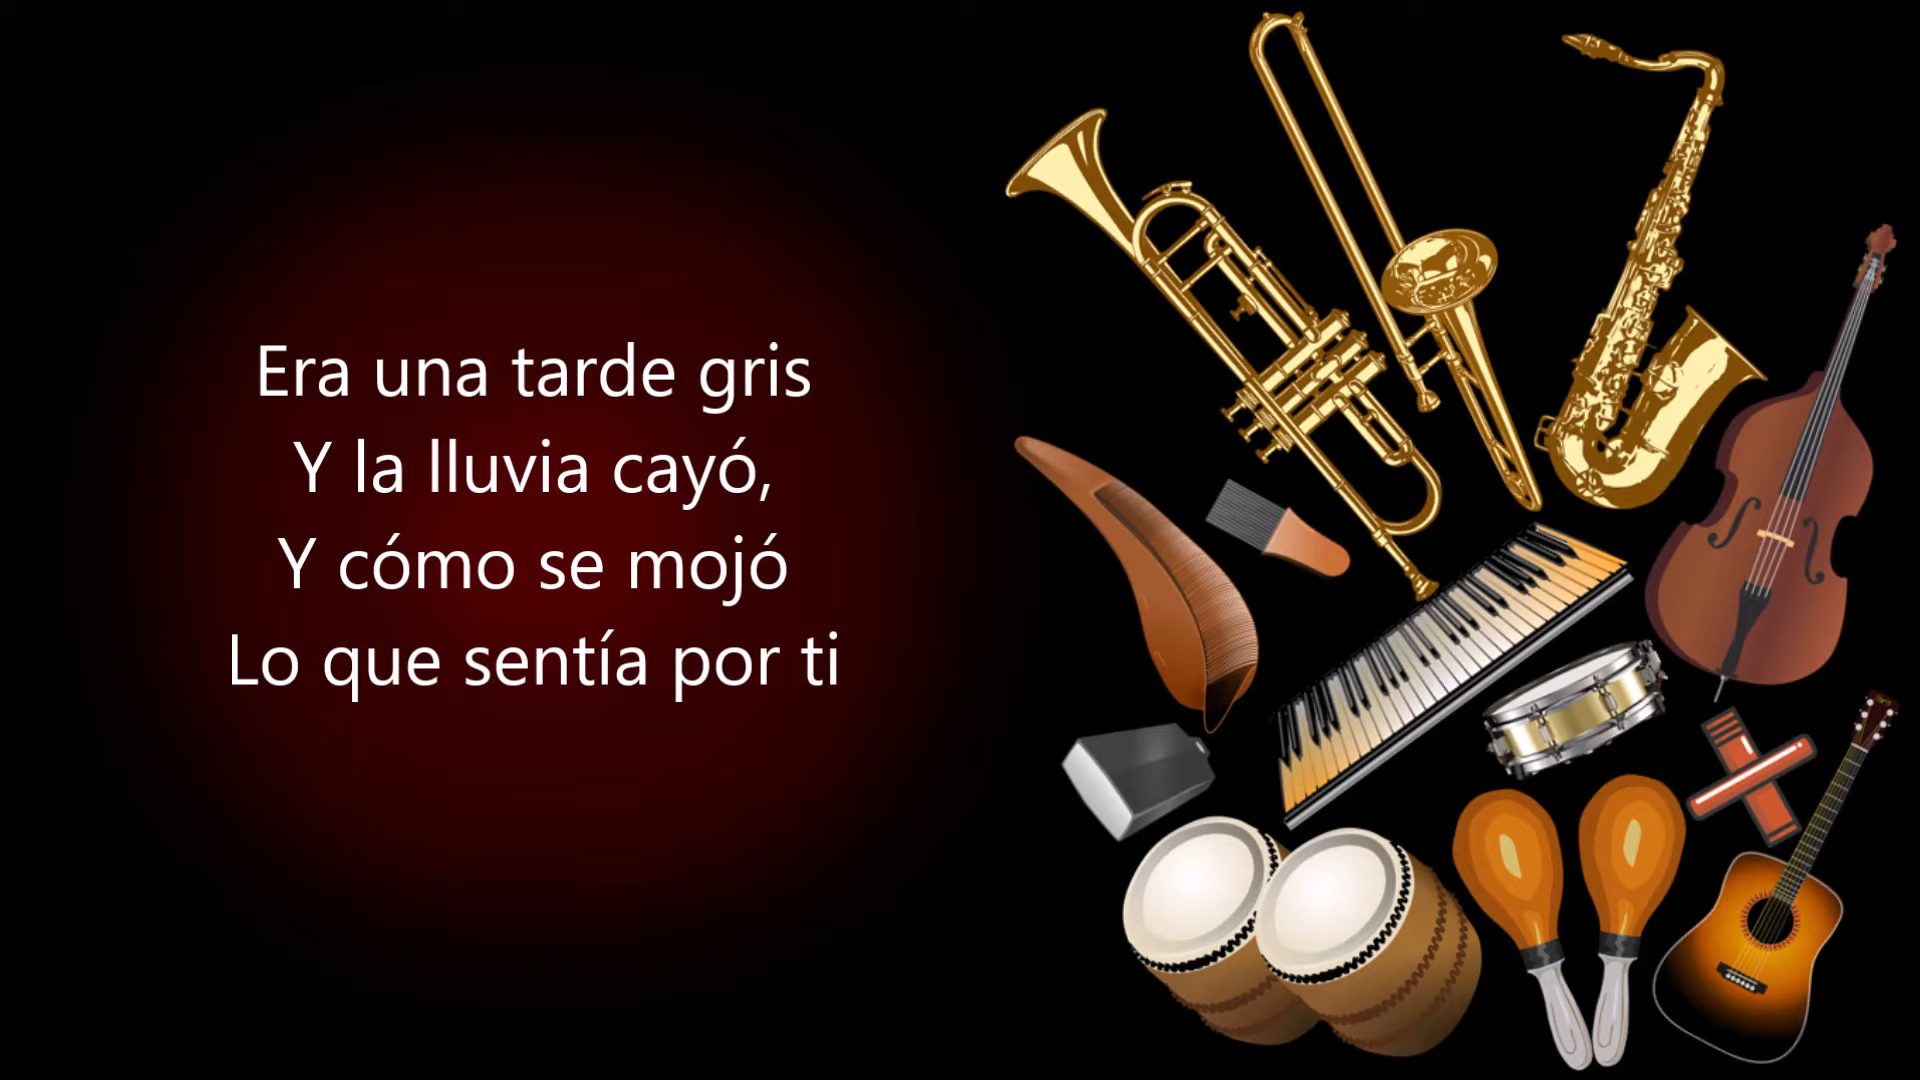 Era una tarde gris
Y la lluvia cayó,
Y cómo se mojó
Lo que sentía por ti